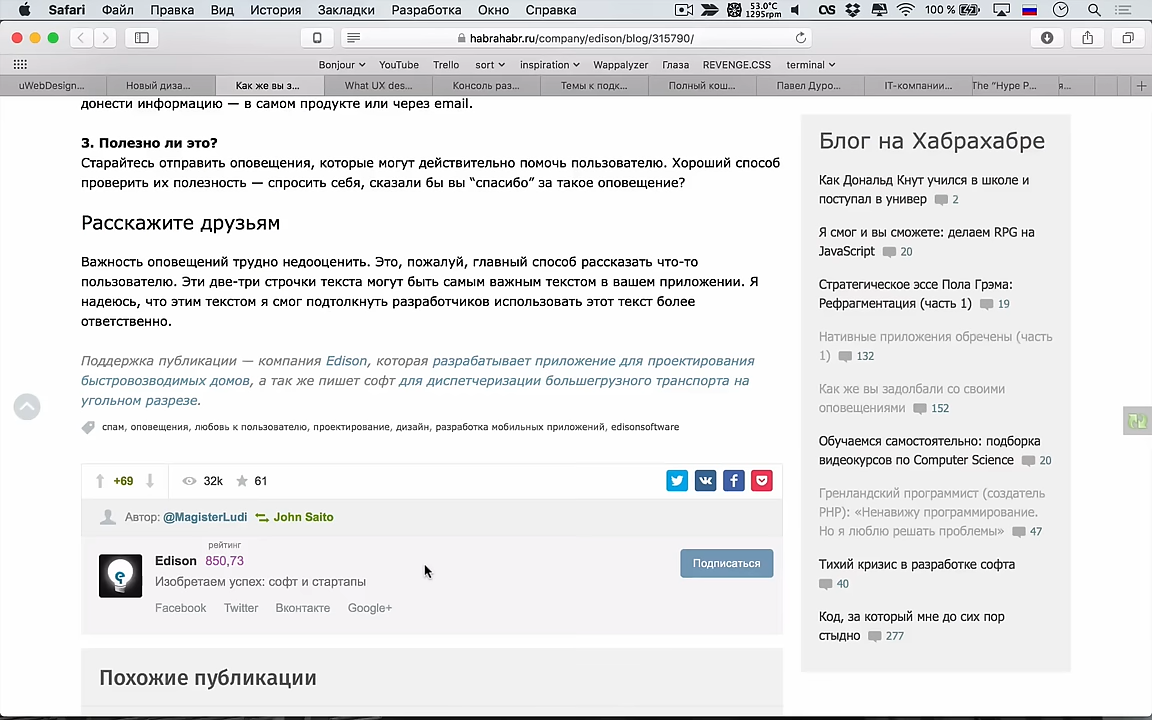 Safari Файл Правка Вид История Закладки Разработка Окно Справка 53.0°C 1295rpm 100 %
habrahabr.ru/company/edison/blog/315790/
Bonjour YouTube Trello sort inspiration Wappalyzer Глаза REVENGE.CSS terminal
uWebDesign... Новый диза... Как же вы з... What UX des... Консоль раз... Темы к подк... Полный кош... Павел Дуро... IT-компании... The "Hype P... я...
донести информацию — в самом продукте или через email.
3. Полезно ли это?
Старайтесь отправить оповещения, которые могут действительно помочь пользователю. Хороший способ
проверить их полезность — спросить себя, сказали бы вы “спасибо” за такое оповещение?
Расскажите друзьям
Важность оповещений трудно недооценить. Это, пожалуй, главный способ рассказать что-то
пользователю. Эти две-три строчки текста могут быть самым важным текстом в вашем приложении. Я
надеюсь, что этим текстом я смог подтолкнуть разработчиков использовать этот текст более
ответственно.
Поддержка публикации — компания Edison, которая разрабатывает приложение для проектирования
быстровозводимых домов, а так же пишет софт для диспетчеризации большегрузного транспорта на
угольном разрезе.
спам, оповещения, любовь к пользователю, проектирование, дизайн, разработка мобильных приложений, edisonsoftware
+69 32k 61
Автор: @MagisterLudi John Saito
рейтинг
Edison 850,73
Изобретаем успех: софт и стартапы
Подписаться
Facebook Twitter Вконтакте Google+
Похожие публикации
Блог на Хабрахабре
Как Дональд Кнут учился в школе и
поступал в универ 2
Я смог и вы сможете: делаем RPG на
JavaScript 20
Стратегическое эссе Пола Грэма:
Рефрагментация (часть 1) 19
Нативные приложения обречены (часть
1) 132
Как же вы задолбали со своими
оповещениями 152
Обучаемся самостоятельно: подборка
видеокурсов по Computer Science 20
Гренландский программист (создатель
PHP): «Ненавижу программирование.
Но я люблю решать проблемы» 47
Тихий кризис в разработке софта
40
Код, за который мне до сих пор
стыдно 277